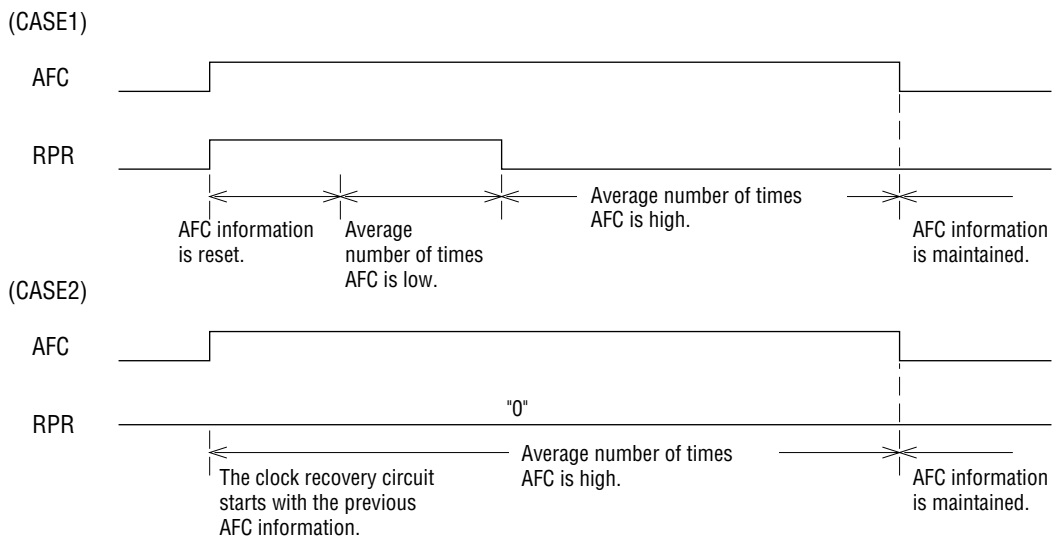 (CASE1)
AFC
RPR
AFC information
is reset.
Average
number of times
AFC is low.
Average number of times
AFC is high.
AFC information
is maintained.
(CASE2)
AFC
RPR
"0"
The clock recovery circuit
starts with the previous
AFC information.
Average number of times
AFC is high.
AFC information
is maintained.